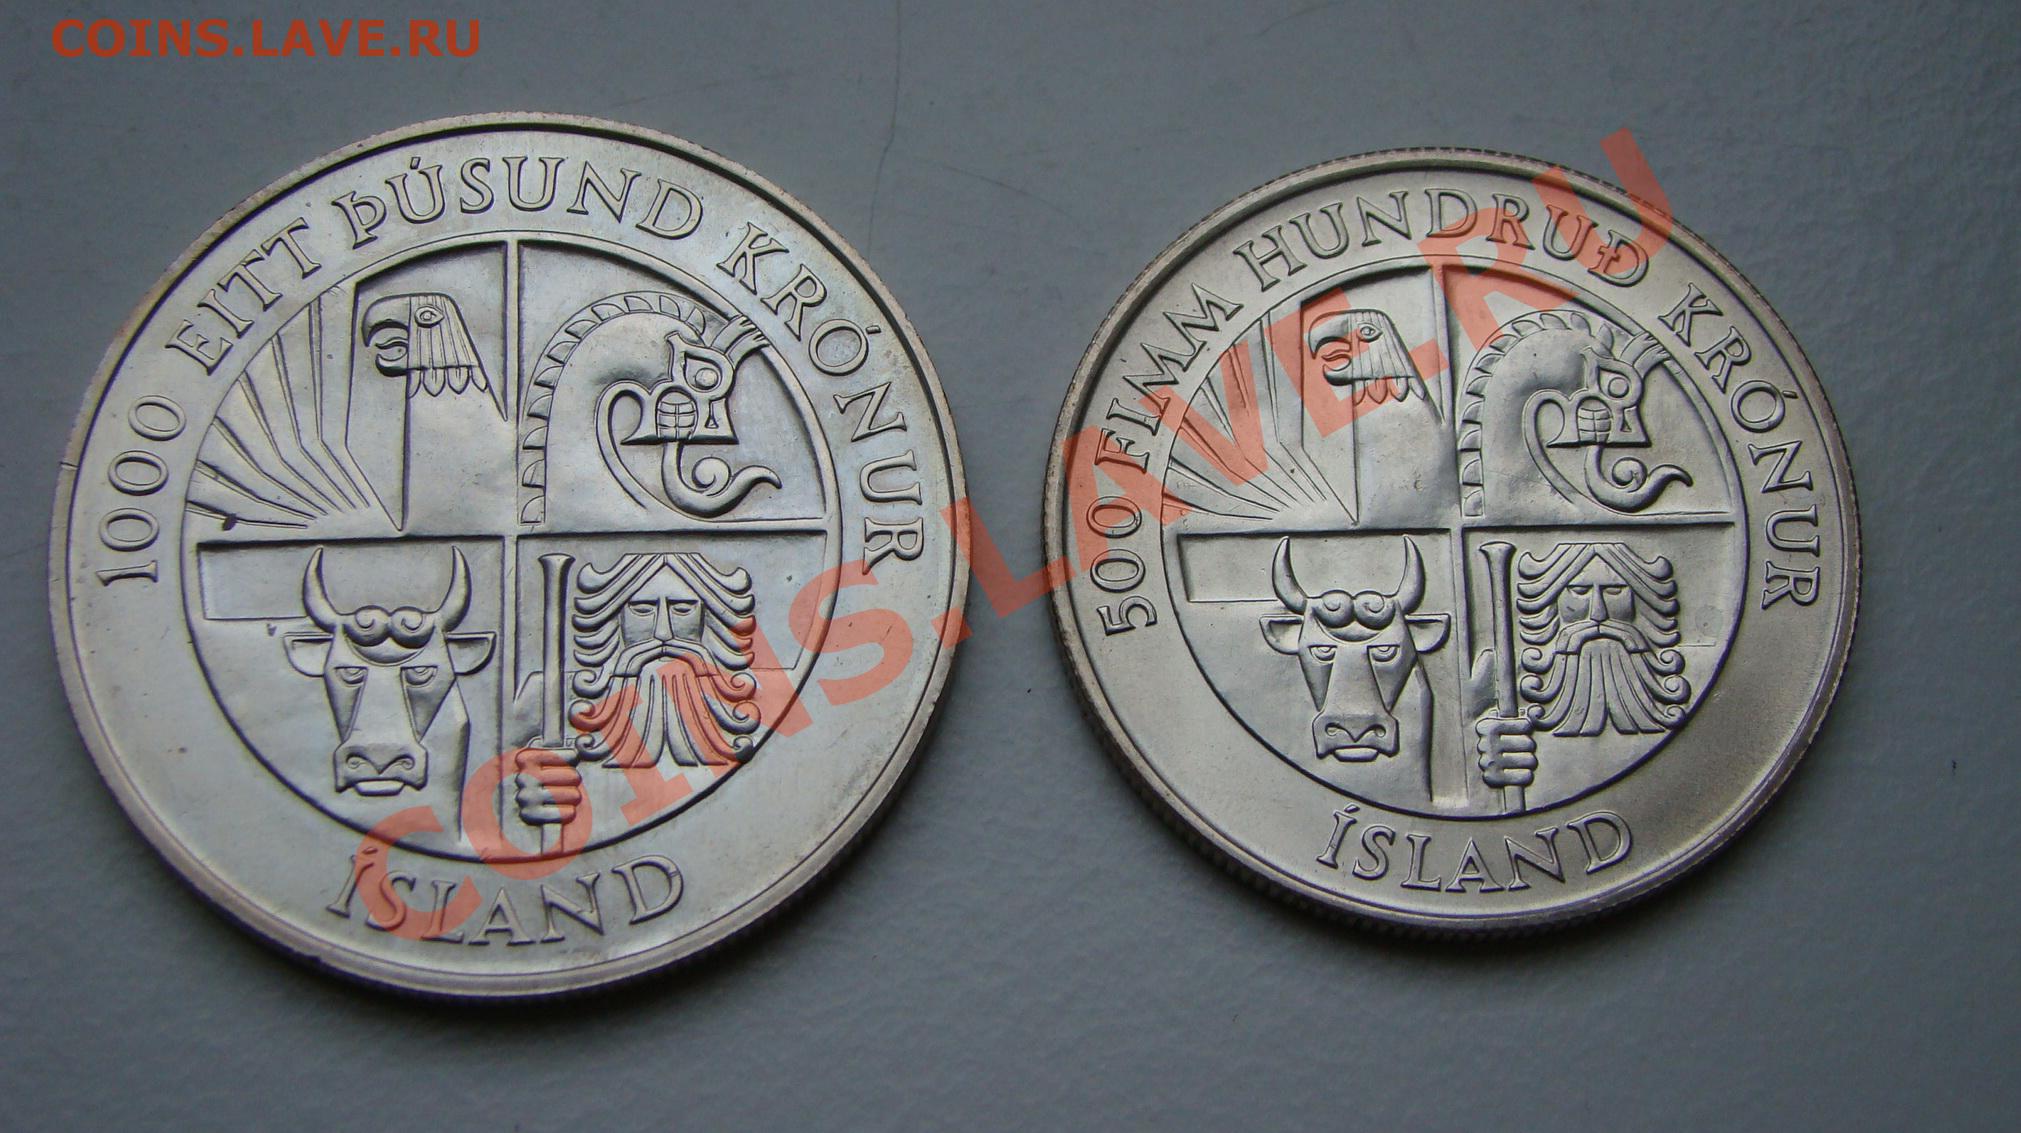 COINS.LAVE.RU
1000 EITT ÞÚSUND KRÓNUR
ÍSLAND
500 FIMM HUNDRUÐ KRÓNUR
ÍSLAND
COINS.LAVE.RU